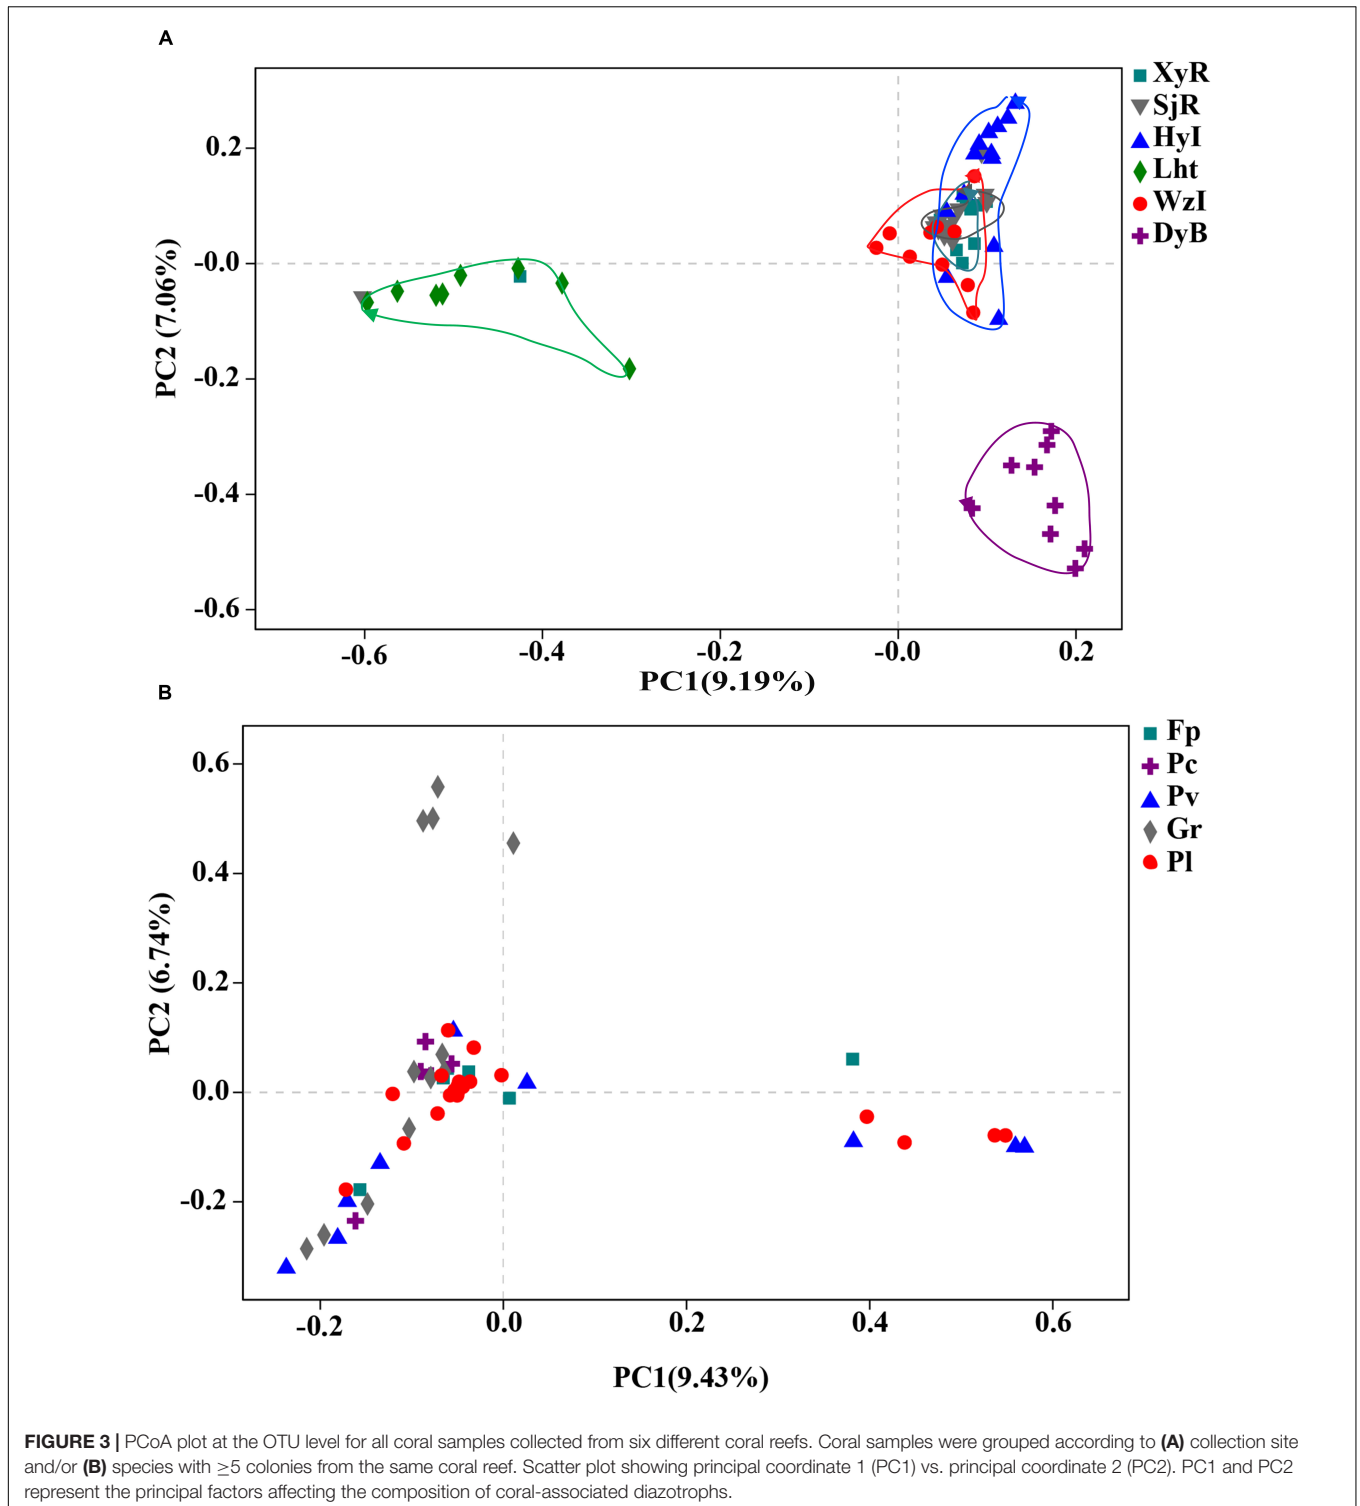 A
XyR
SjR
HyI
Lht
WzI
DyB
0.2
-0.0
-0.2
-0.4
-0.6
PC2 (7.06%)
-0.6
-0.4
-0.2
-0.0
0.2
PC1(9.19%)
B
Fp
Pc
Pv
Gr
Pl
0.6
0.4
0.2
0.0
-0.2
PC2 (6.74%)
-0.2
0.0
0.2
0.4
0.6
PC1(9.43%)
FIGURE 3 | PCoA plot at the OTU level for all coral samples collected from six different coral reefs. Coral samples were grouped according to (A) collection site
and/or (B) species with ≥5 colonies from the same coral reef. Scatter plot showing principal coordinate 1 (PC1) vs. principal coordinate 2 (PC2). PC1 and PC2
represent the principal factors affecting the composition of coral-associated diazotrophs.